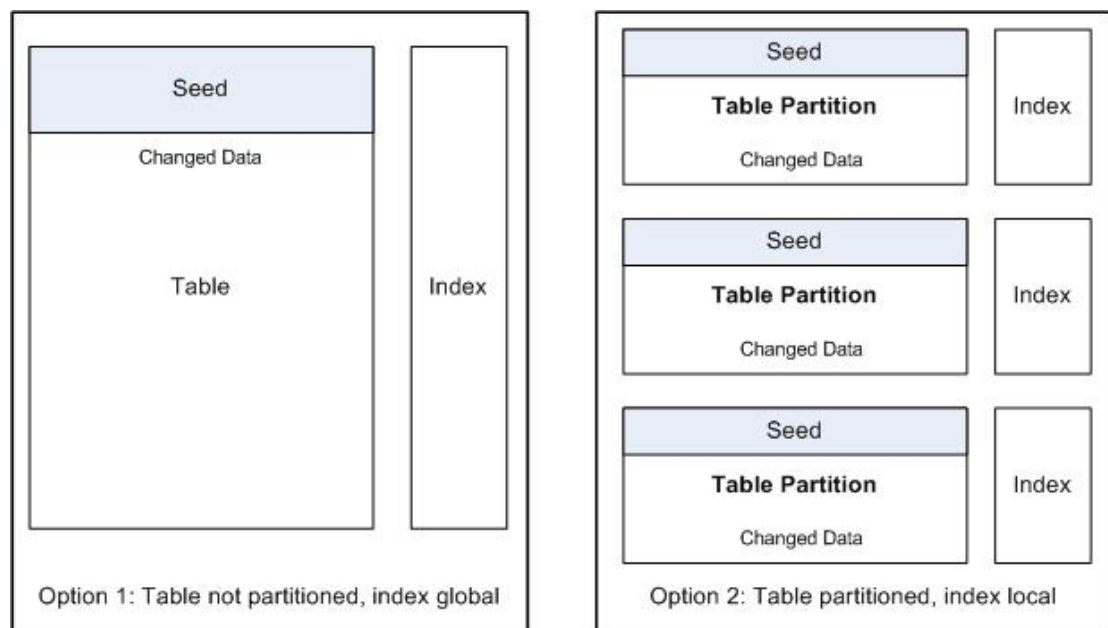 Seed
Changed Data
Table
Index
Option 1: Table not partitioned, index global
Seed
Table Partition
Changed Data
Index
Seed
Table Partition
Changed Data
Index
Seed
Table Partition
Changed Data
Index
Option 2: Table partitioned, index local